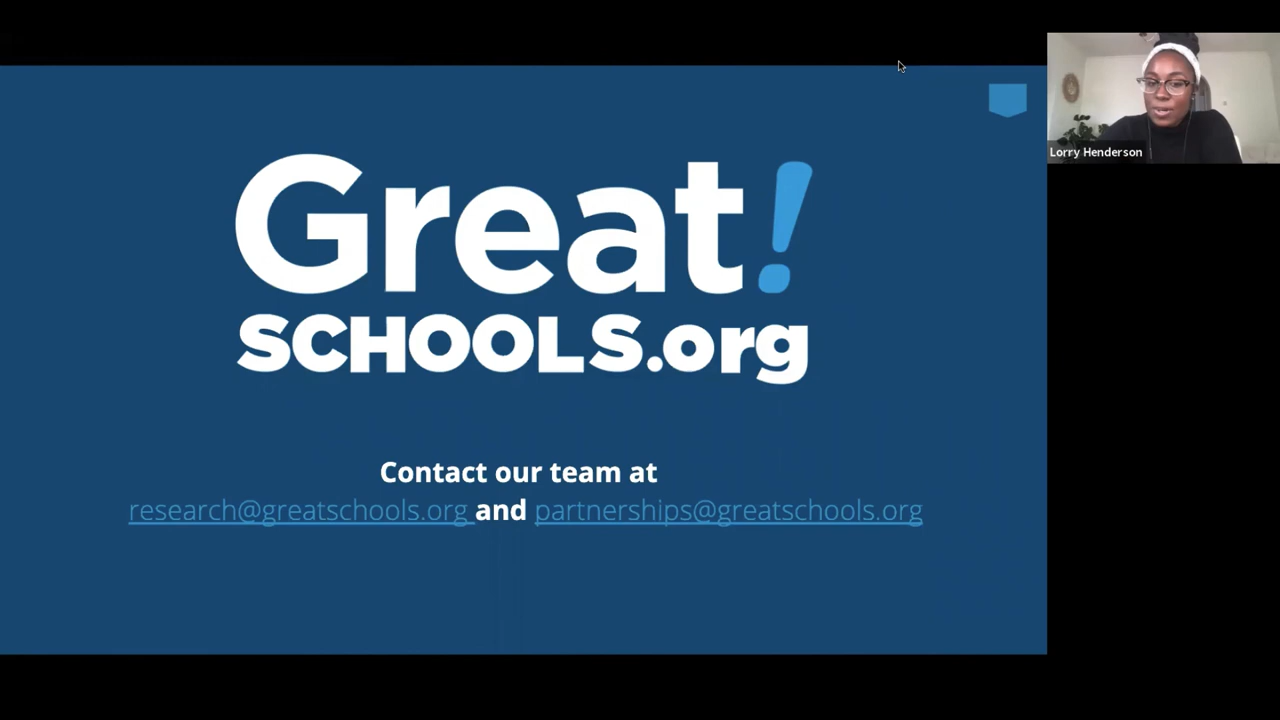 Great!
SCHOOLS.org
Contact our team at
research@greatschools.org and partnerships@greatschools.org
Lorry Henderson